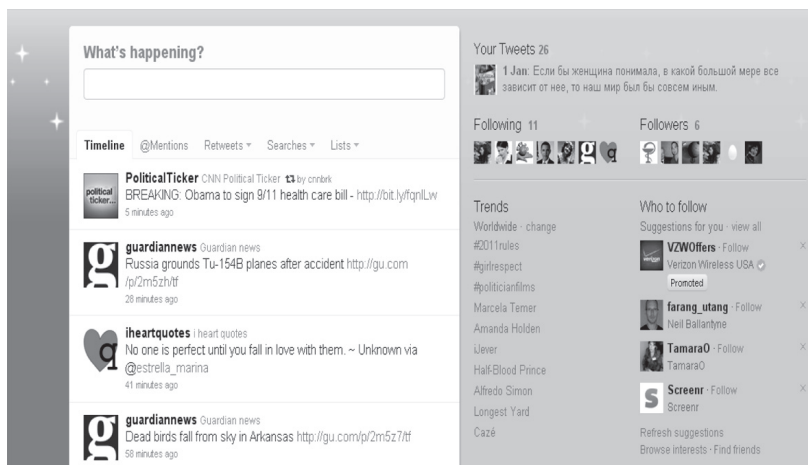 What's happening?
Timeline @Mentions Retweets Searches Lists
political
ticker...
PoliticalTicker CNN Political Ticker by cnnbrk
BREAKING: Obama to sign 9/11 health care bill - http://bit.ly/fqnlLw
5 minutes ago
guardiannews Guardian news
Russia grounds Tu-154B planes after accident http://gu.com
/p/2m5zh/tf
28 minutes ago
iheartquotes i heart quotes
No one is perfect until you fall in love with them. ~ Unknown via
@estrella_marina
41 minutes ago
guardiannews Guardian news
Dead birds fall from sky in Arkansas http://gu.com/p/2m5z7/tf
58 minutes ago
Your Tweets 26
1 Jan: Если бы женщина понимала, в какой большой мере все
зависит от нее, то наш мир был бы совсем иным.
Following 11
Followers 6
Trends
Worldwide · change
#2011rules
#girlrespect
#politicianfilms
Marcela Temer
Amanda Holden
iJever
Half-Blood Prince
Alfredo Simon
Longest Yard
Cazé
Who to follow
Suggestions for you · view all
VZWOffers · Follow X
Verizon Wireless USA
Promoted
farang_utang · Follow X
Neil Ballantyne
TamaraO · Follow X
TamaraO
Screenr · Follow X
Screenr
Refresh suggestions
Browse interests · Find friends